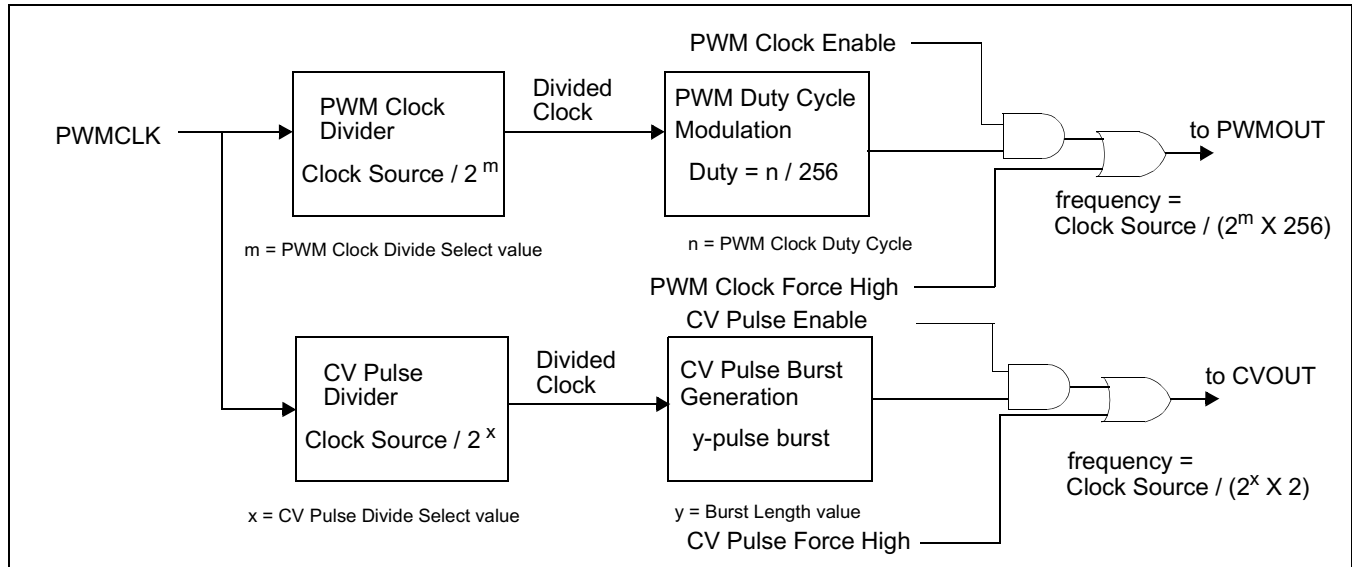 PWM Clock Enable
PWMCLK
PWM Clock
Divider
Clock Source / 2^m
Divided
Clock
PWM Duty Cycle
Modulation
Duty = n / 256
to PWMOUT
frequency =
Clock Source / (2^m X 256)
m = PWM Clock Divide Select value
n = PWM Clock Duty Cycle
PWM Clock Force High
CV Pulse Enable
CV Pulse
Divider
Clock Source / 2^x
Divided
Clock
CV Pulse Burst
Generation
y-pulse burst
to CVOUT
frequency =
Clock Source / (2^x X 2)
x = CV Pulse Divide Select value
y = Burst Length value
CV Pulse Force High